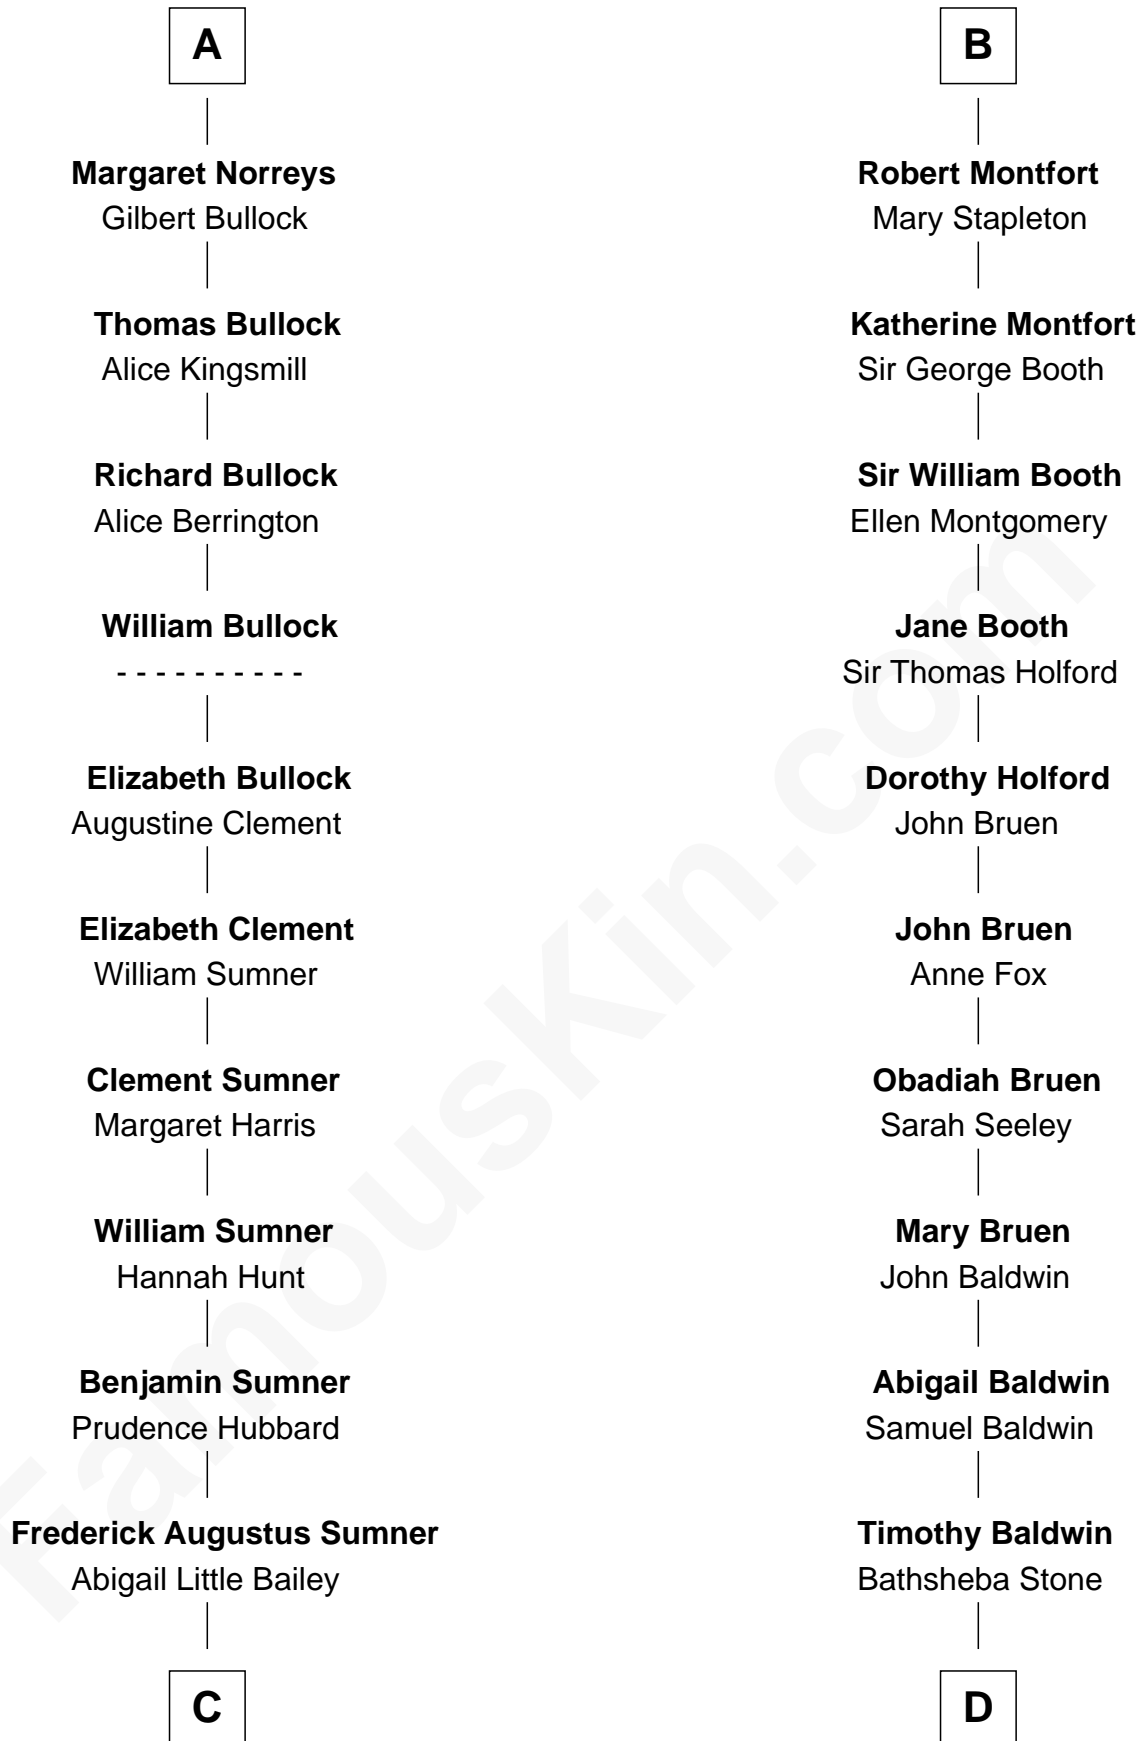 A
Margaret Norreys
Gilbert Bullock
Thomas Bullock
Alice Kingsmill
Richard Bullock
Alice Berrington
William Bullock
- - - - - - - - - -
Elizabeth Bullock
Augustine Clement
Elizabeth Clement
William Sumner
Clement Sumner
Margaret Harris
William Sumner
Hannah Hunt
Benjamin Sumner
Prudence Hubbard
Frederick Augustus Sumner
Abigail Little Bailey
C
B
Robert Montfort
Mary Stapleton
Katherine Montfort
Sir George Booth
Sir William Booth
Ellen Montgomery
Jane Booth
Sir Thomas Holford
Dorothy Holford
John Bruen
John Bruen
Anne Fox
Obadiah Bruen
Sarah Seeley
Mary Bruen
John Baldwin
Abigail Baldwin
Samuel Baldwin
Timothy Baldwin
Bathsheba Stone
D
FamousKin.com